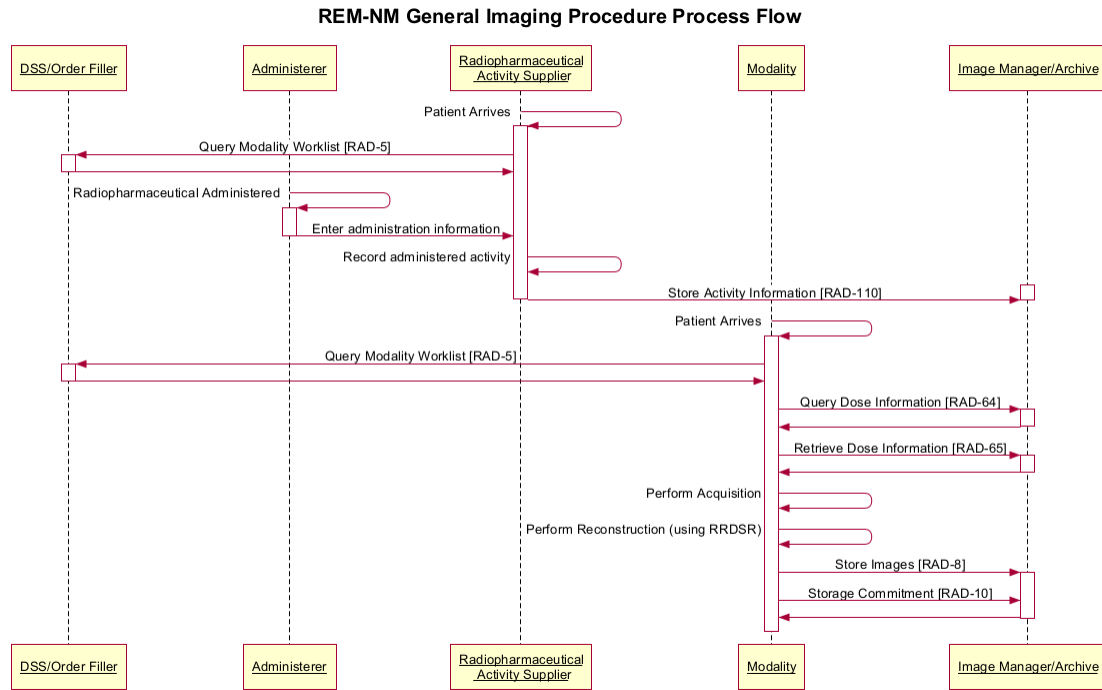 REM-NM General Imaging Procedure Process Flow
DSS/Order Filler
Administerer
Radiopharmaceutical
Activity Supplier
Modality
Image Manager/Archive
Patient Arrives
Query Modality Worklist [RAD-5]
Radiopharmaceutical Administered
Enter administration information
Record administered activity
Store Activity Information [RAD-110]
Patient Arrives
Query Modality Worklist [RAD-5]
Query Dose Information [RAD-64]
Retrieve Dose Information [RAD-65]
Perform Acquisition
Perform Reconstruction (using RRDSR)
Store Images [RAD-8]
Storage Commitment [RAD-10]
DSS/Order Filler
Administerer
Radiopharmaceutical
Activity Supplier
Modality
Image Manager/Archive